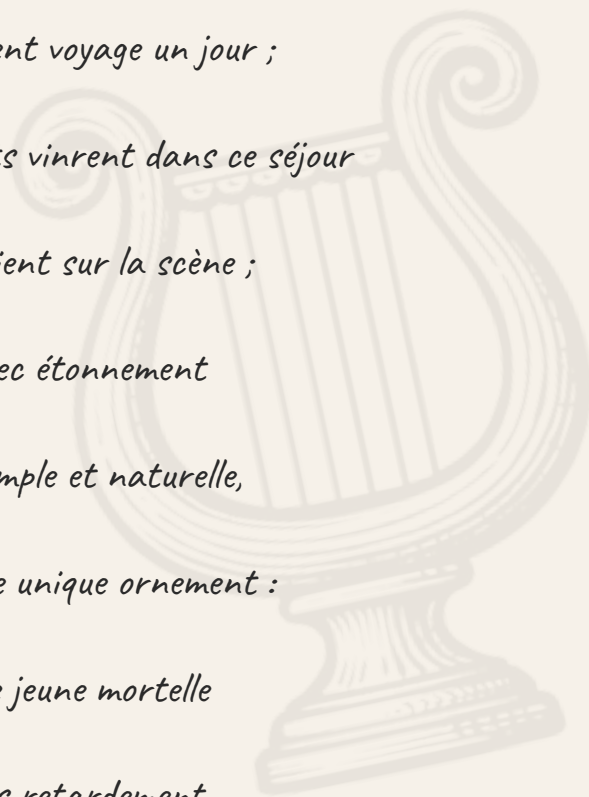 ent voyage un jour ;
s vinrent dans ce séjour
ient sur la scène ;
ec étonnement
mple et naturelle,
e unique ornement :
jeune mortelle
retardement